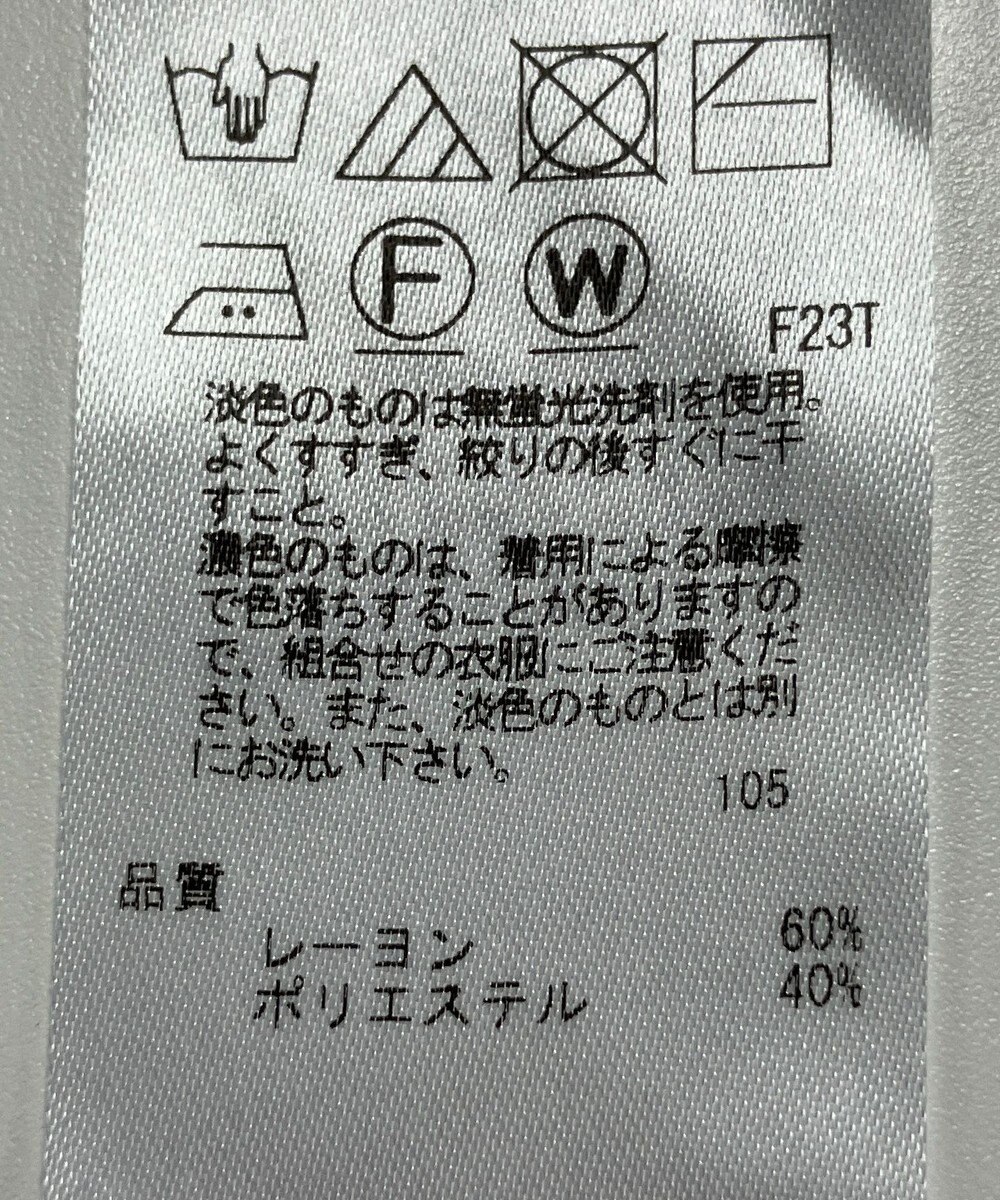 F
W
F23T
淡色のものは無蛍光洗剤を使用。
よくすすぎ、絞りの後すぐに干
すこと。
濃色のものは、着用による摩擦
で色落ちすることがありますの
で、組合せの衣服にご注意くだ
さい。また、淡色のものとは別
にお洗い下さい。
105
品質
レーヨン 60%
ポリエステル 40%